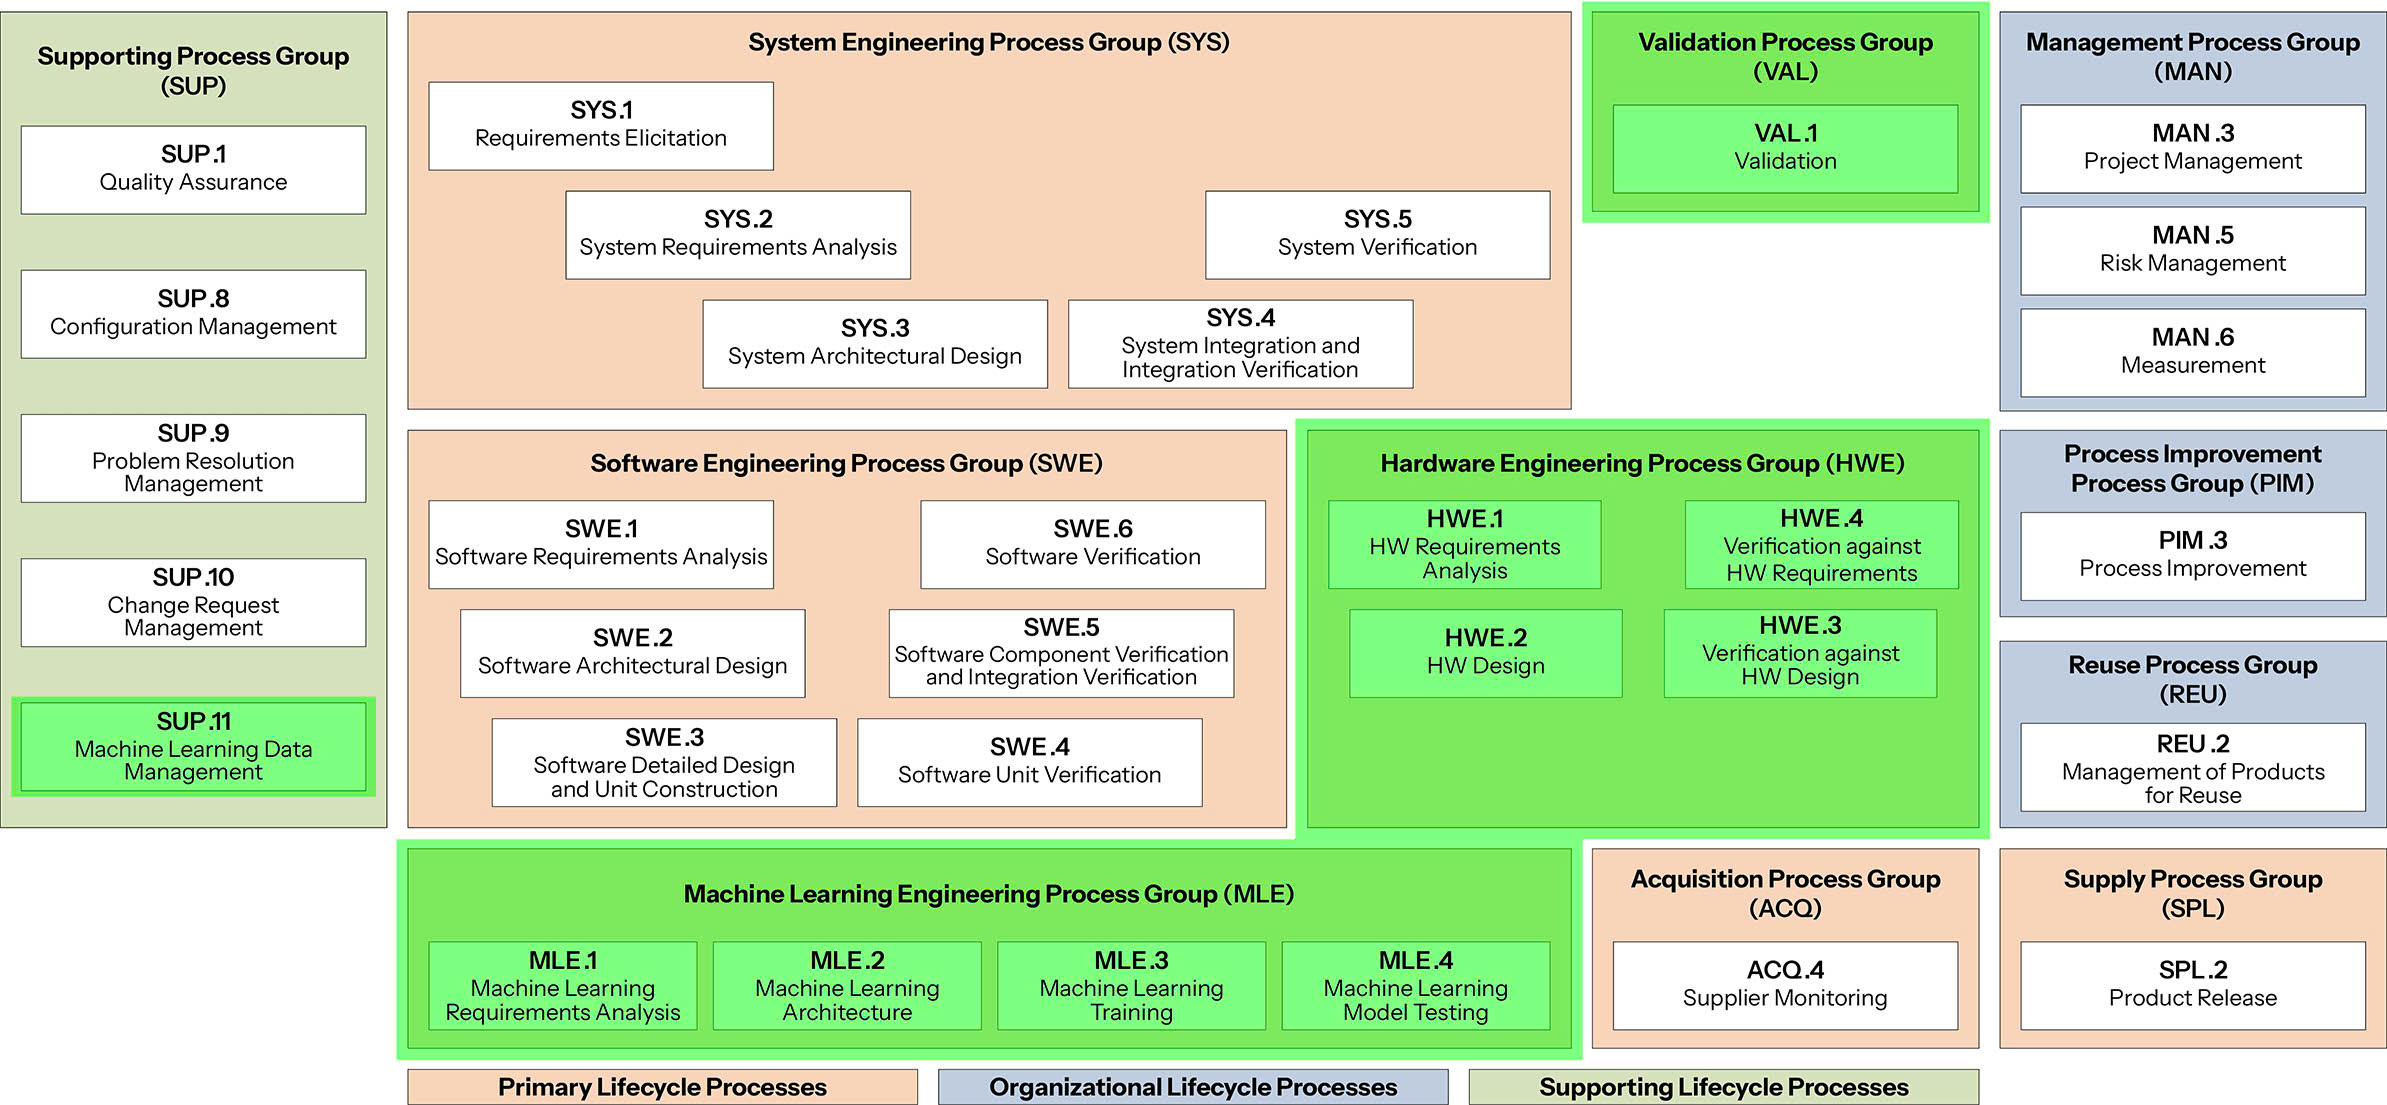 Supporting Process Group
(SUP)
SUP.1
Quality Assurance
SUP.8
Configuration Management
SUP.9
Problem Resolution
Management
SUP.10
Change Request
Management
SUP.11
Machine Learning Data
Management
System Engineering Process Group (SYS)
SYS.1
Requirements Elicitation
SYS.2
System Requirements Analysis
SYS.3
System Architectural Design
SYS.4
System Integration and
Integration Verification
SYS.5
System Verification
Validation Process Group
(VAL)
VAL.1
Validation
Management Process Group
(MAN)
MAN.3
Project Management
MAN.5
Risk Management
MAN.6
Measurement
Software Engineering Process Group (SWE)
SWE.1
Software Requirements Analysis
SWE.2
Software Architectural Design
SWE.3
Software Detailed Design
and Unit Construction
SWE.6
Software Verification
SWE.5
Software Component Verification
and Integration Verification
SWE.4
Software Unit Verification
Hardware Engineering Process Group (HWE)
HWE.1
HW Requirements
Analysis
HWE.2
HW Design
HWE.4
Verification against
HW Requirements
HWE.3
Verification against
HW Design
Process Improvement
Process Group (PIM)
PIM.3
Process Improvement
Reuse Process Group
(REU)
REU.2
Management of Products
for Reuse
Machine Learning Engineering Process Group (MLE)
MLE.1
Machine Learning
Requirements Analysis
MLE.2
Machine Learning
Architecture
MLE.3
Machine Learning
Training
MLE.4
Machine Learning
Model Testing
Acquisition Process Group
(ACQ)
ACQ.4
Supplier Monitoring
Supply Process Group
(SPL)
SPL.2
Product Release
Primary Lifecycle Processes
Organizational Lifecycle Processes
Supporting Lifecycle Processes